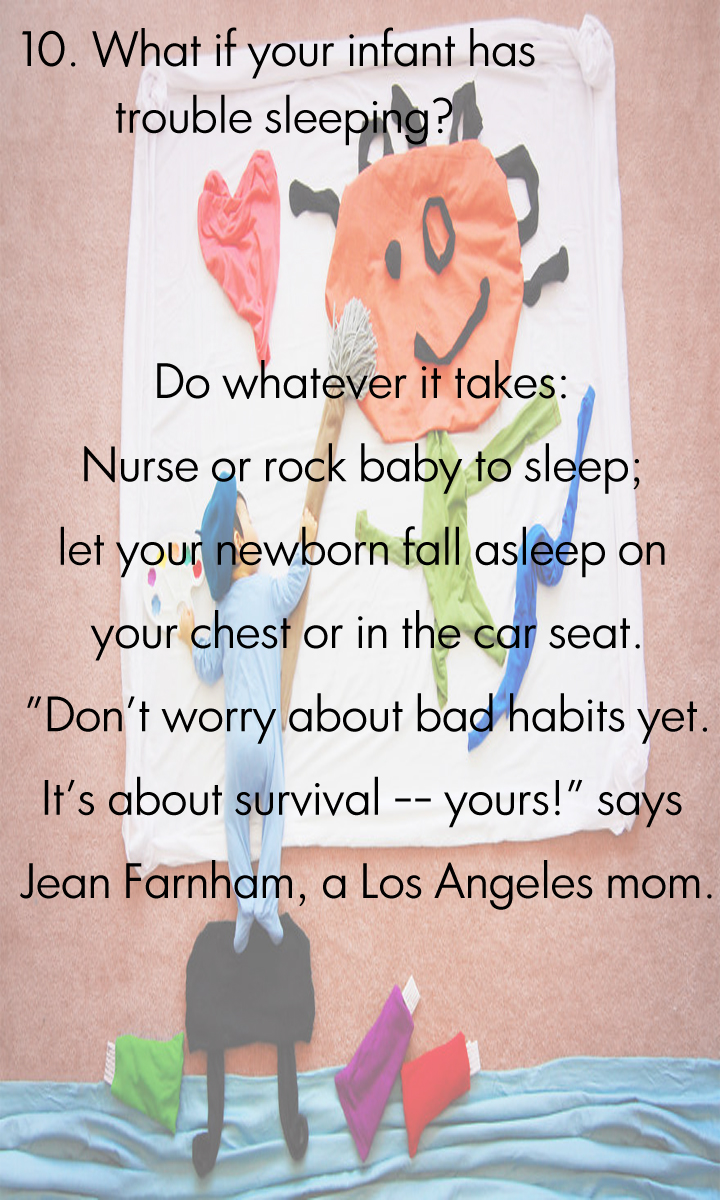 10. What if your infant has
trouble sleeping?
Do whatever it takes:
Nurse or rock baby to sleep;
let your newborn fall asleep on
your chest or in the car seat.
"Don't worry about bad habits yet.
It's about survival -- yours!" says
Jean Farnham, a Los Angeles mom.